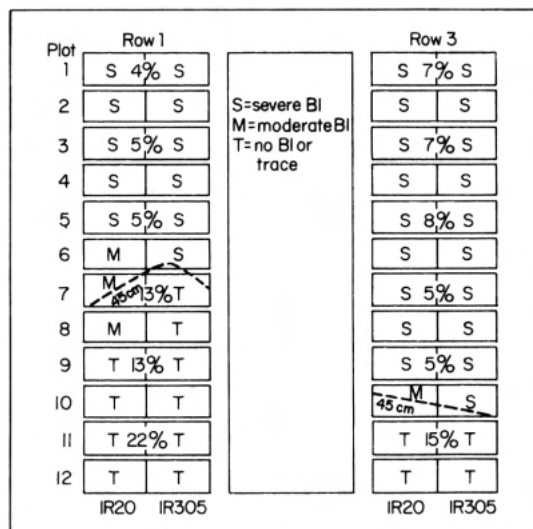 Row 1 Row 3
Plot
1 S 4% S S 7% S
2 S S S S
3 S 5% S S 7% S
4 S S S S
5 S 5% S S 8% S
6 M S S S
7 M 45cm 13% T S 5% S
8 M T S S
9 T 13% T S 5% S
10 T T 45 cm M S
11 T 22% T T 15% T
12 T T T T
IR20 IR305 IR20 IR305
S=severe Bl
M=moderate Bl
T=no Bl or
trace